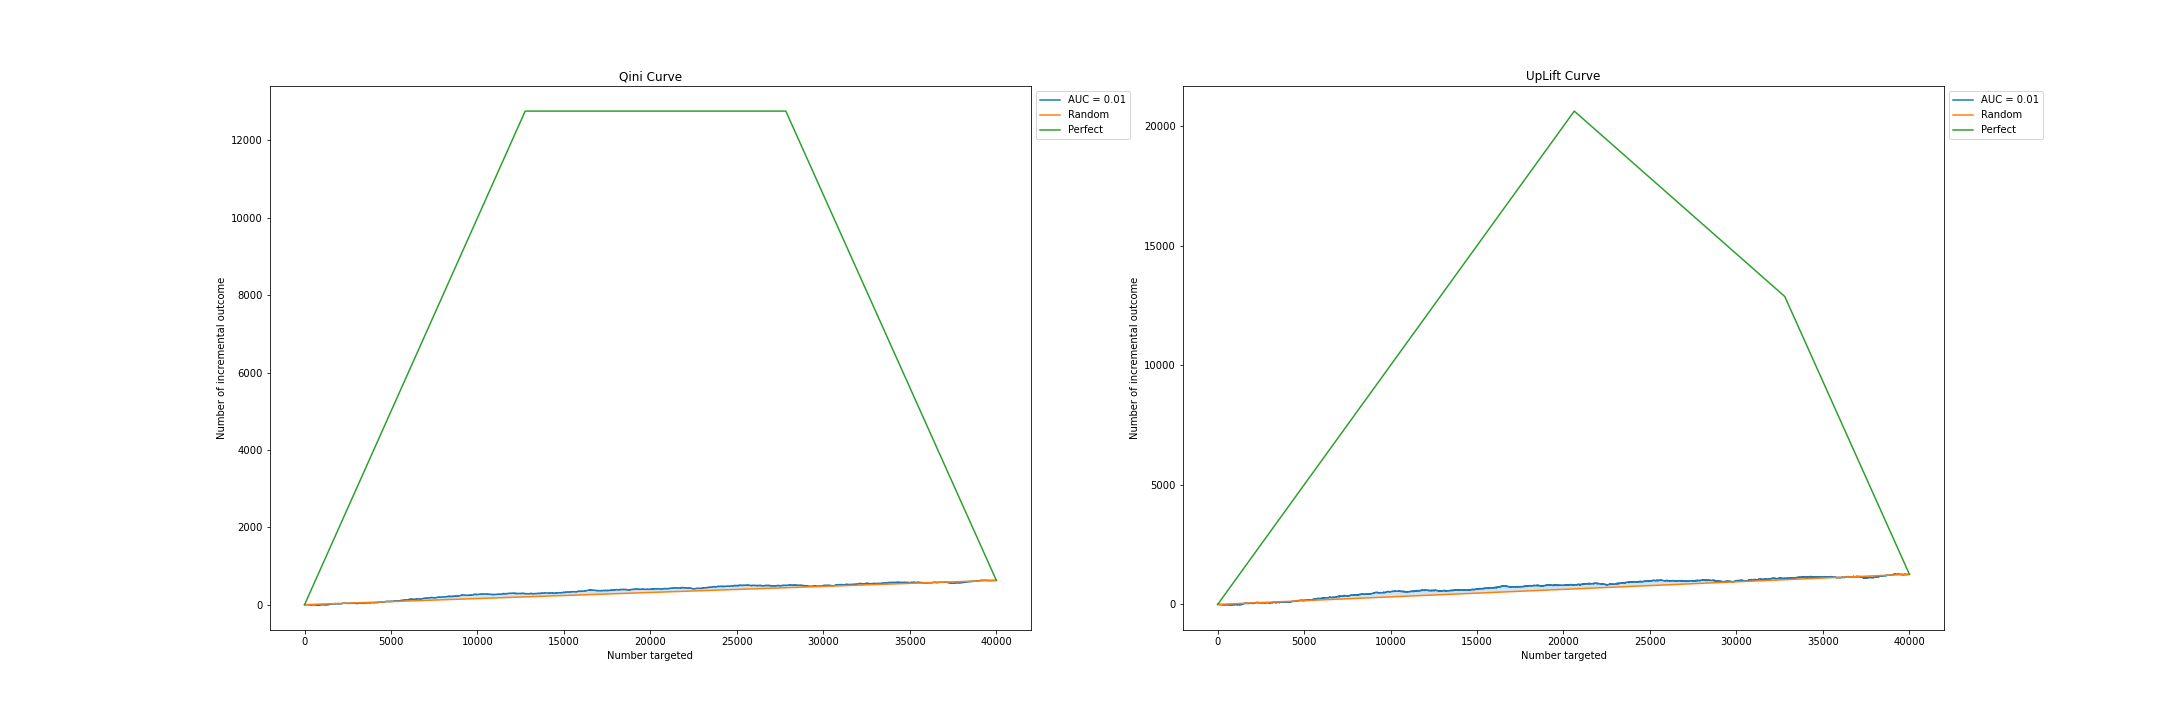 Qini Curve
AUC = 0.01
Random
Perfect
Number of incremental outcome
12000
10000
8000
6000
4000
2000
0
0 5000 10000 15000 20000 25000 30000 35000 40000
Number targeted
UpLift Curve
AUC = 0.01
Random
Perfect
Number of incremental outcome
20000
15000
10000
5000
0
0 5000 10000 15000 20000 25000 30000 35000 40000
Number targeted